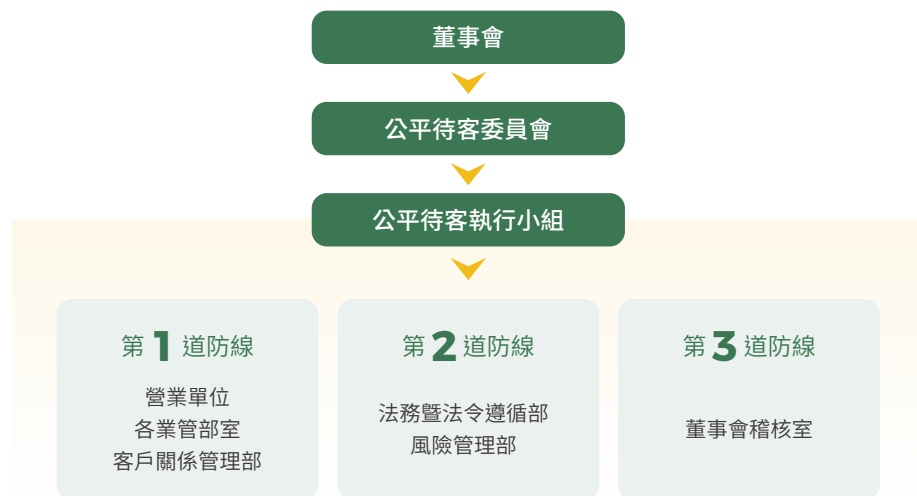 董事會
公平待客委員會
公平待客執行小組
第 1 道防線
營業單位
各業管部室
客戶關係管理部
第 2 道防線
法務暨法令遵循部
風險管理部
第 3 道防線
董事會稽核室